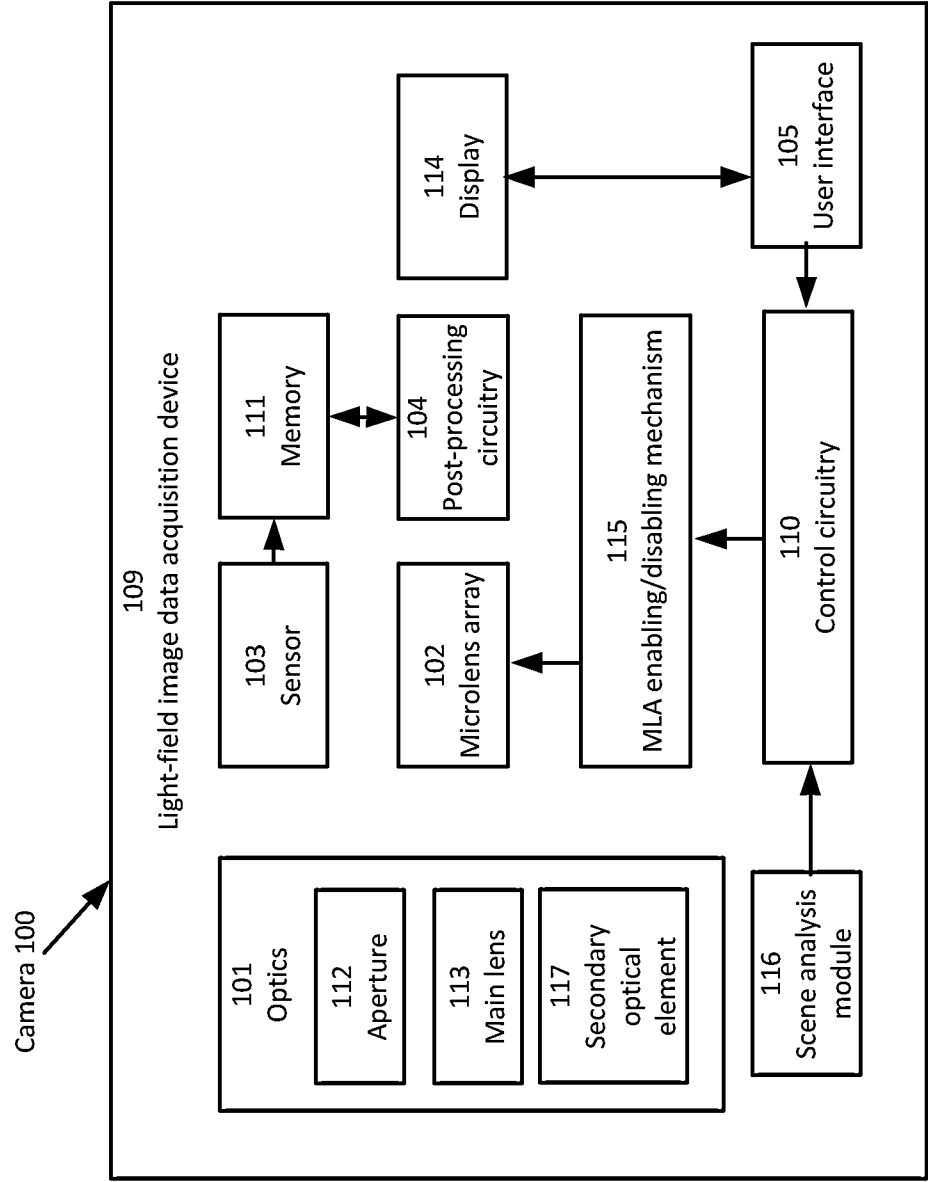 Camera 100
109
Light-field image data acquisition device
101
Optics
112
Aperture
113
Main lens
117
Secondary
optical
element
103
Sensor
111
Memory
102
Microlens array
104
Post-processing
circuitry
114
Display
115
MLA enabling/disabling mechanism
116
Scene analysis
module
110
Control circuitry
105
User interface